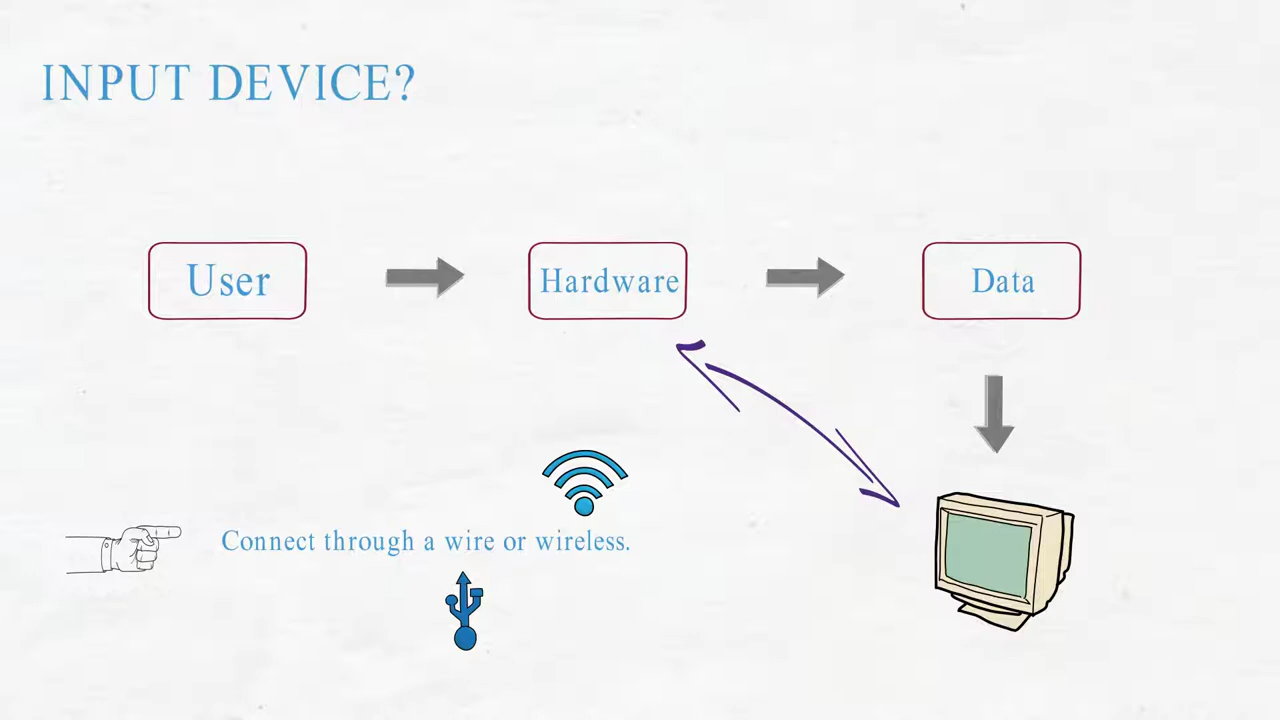 INPUT DEVICE?
User
Hardware
Data
Connect through a wire or wireless.